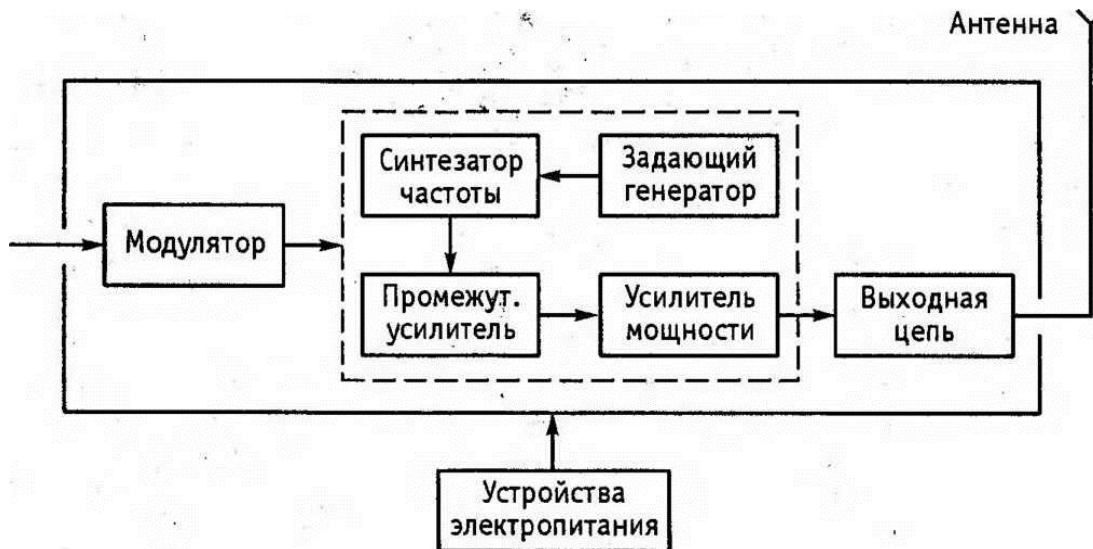 Антенна
Синтезатор
частоты
Задающий
генератор
Модулятор
Промежут.
усилитель
Усилитель
мощности
Выходная
цепь
Устройства
электропитания